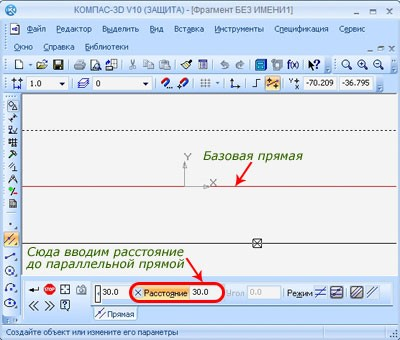 КОМПАС-3D V10 (ЗАЩИТА) - [Фрагмент БЕЗ ИМЕНИ1]
Файл Редактор Выделить Вид Вставка Инструменты Спецификация Сервис
Окно Справка Библиотеки
f(x)
1.0 0 Y X -70.209 -36.795
Y
Базовая прямая
X
Сюда вводим расстояние
до параллельной прямой
STOP 30.0 Расстояние 30.0 Угол 0.0 Режим
Прямая
Создайте объект или измените его параметры